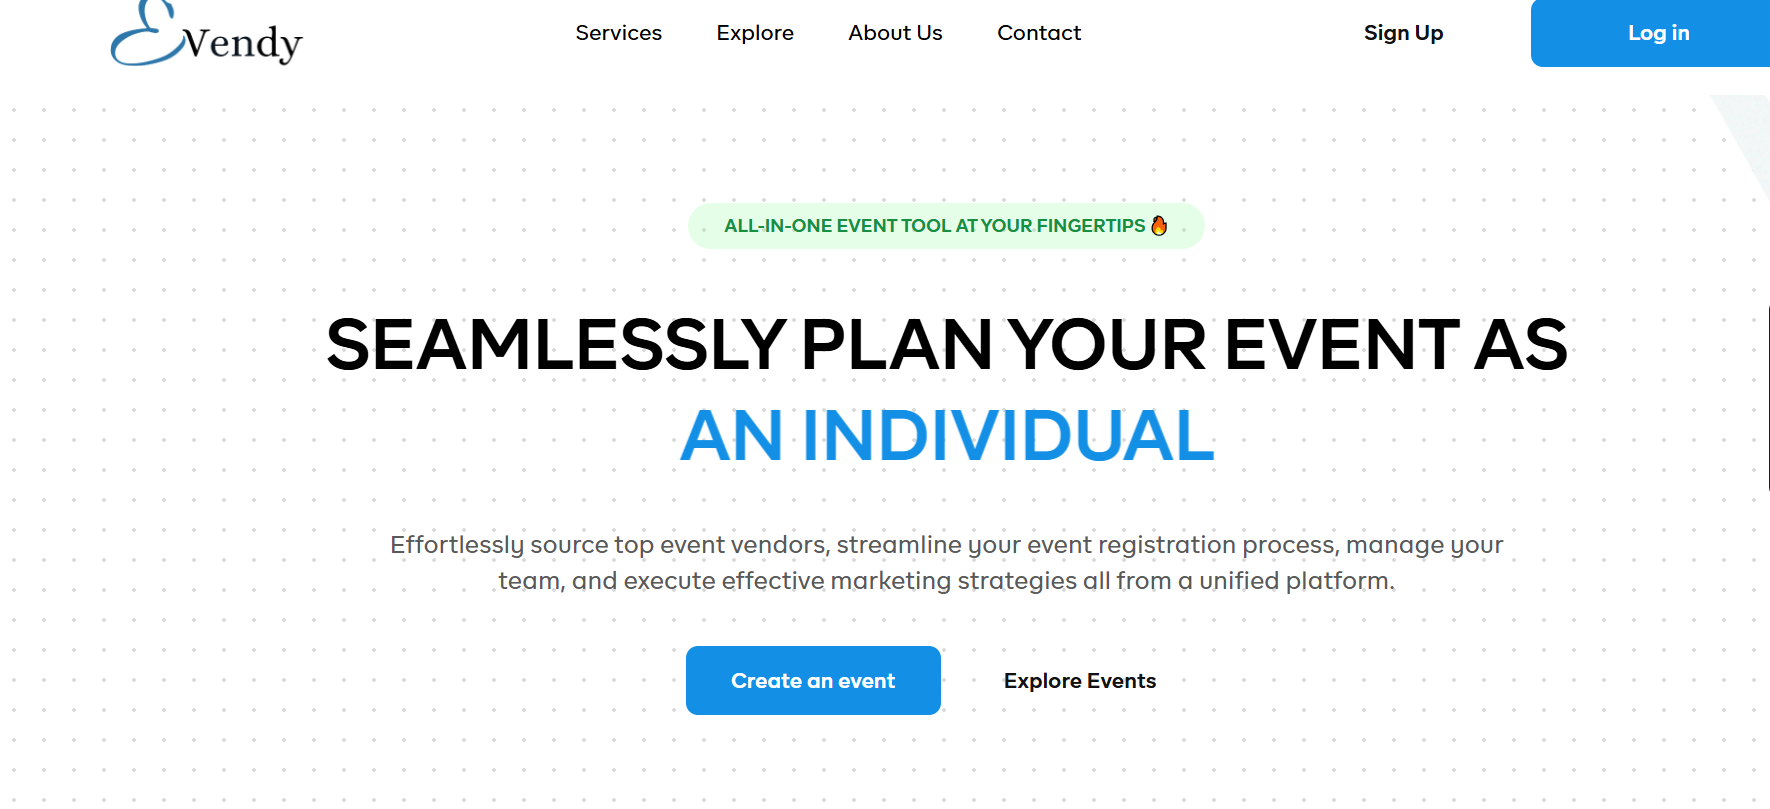 EVendy
Services Explore About Us Contact Sign Up Log in
ALL-IN-ONE EVENT TOOL AT YOUR FINGERTIPS 🔥
SEAMLESSLY PLAN YOUR EVENT AS
AN INDIVIDUAL
Effortlessly source top event vendors, streamline your event registration process, manage your
team, and execute effective marketing strategies all from a unified platform.
Create an event Explore Events